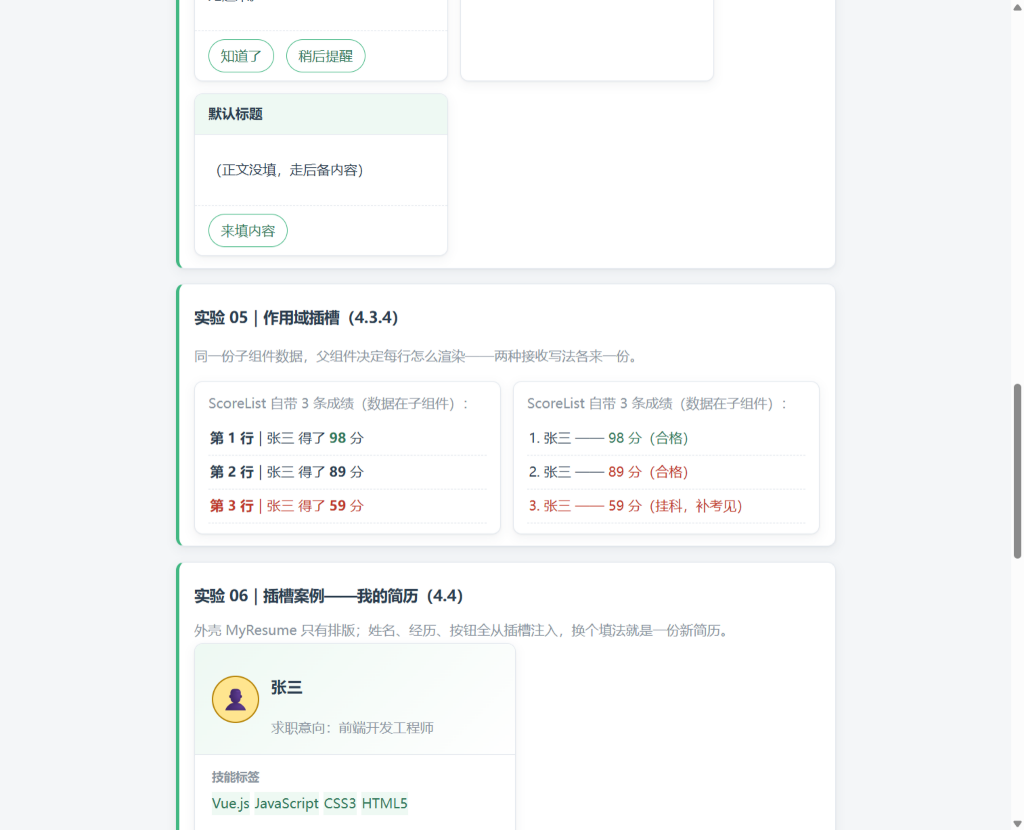 知道了 稍后提醒
默认标题
（正文没填，走后备内容）
来填内容
实验 05｜作用域插槽（4.3.4）
同一份子组件数据，父组件决定每行怎么渲染——两种接收写法各来一份。
ScoreList 自带 3 条成绩（数据在子组件）：
第 1 行 | 张三 得了 98 分
第 2 行 | 张三 得了 89 分
第 3 行 | 张三 得了 59 分
ScoreList 自带 3 条成绩（数据在子组件）：
1. 张三 —— 98 分（合格）
2. 张三 —— 89 分（合格）
3. 张三 —— 59 分（挂科，补考见）
实验 06｜插槽案例——我的简历（4.4）
外壳 MyResume 只有排版；姓名、经历、按钮全从插槽注入，换个填法就是一份新简历。
张三
求职意向：前端开发工程师
技能标签
Vue.js JavaScript CSS3 HTML5